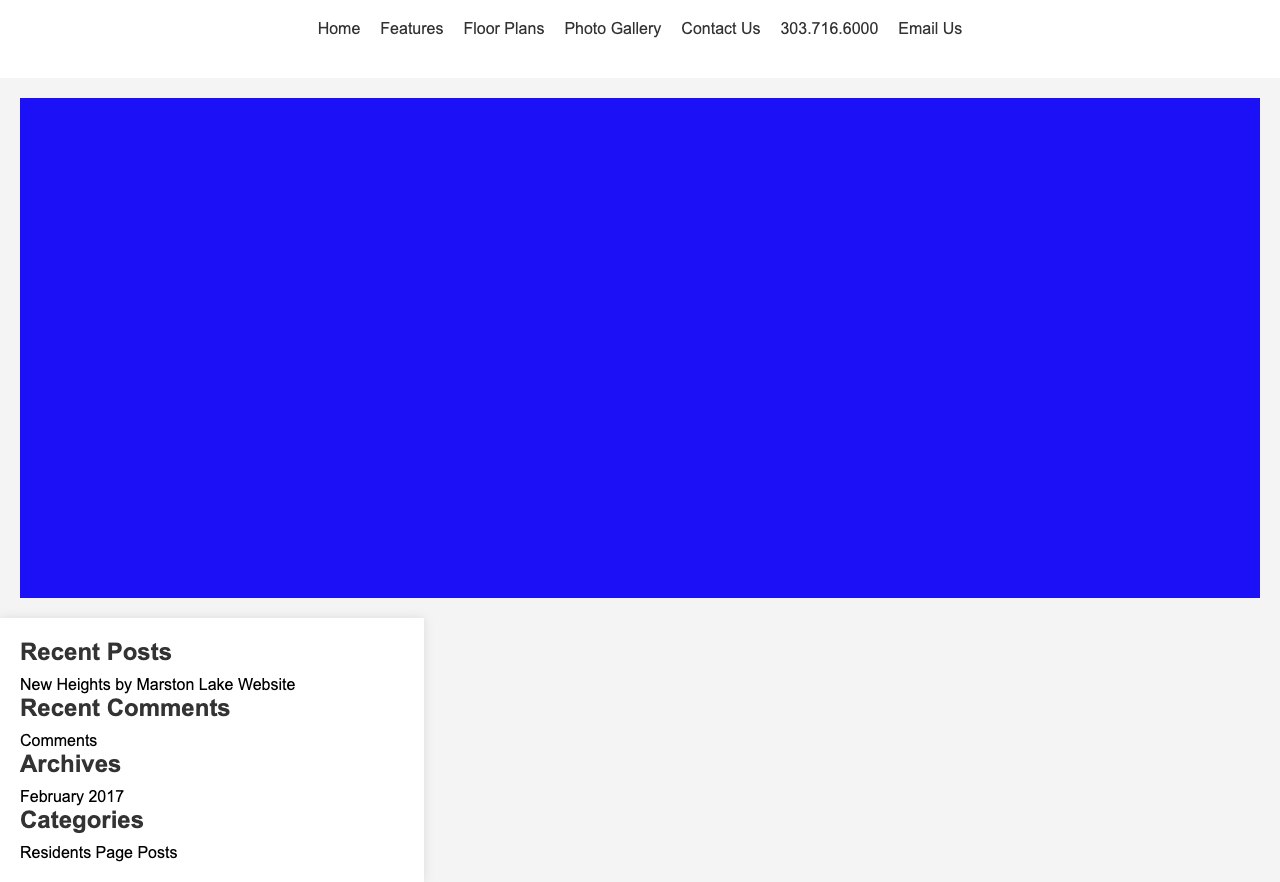 Home Features Floor Plans Photo Gallery Contact Us 303.716.6000 Email Us
Recent Posts
New Heights by Marston Lake Website
Recent Comments
Comments
Archives
February 2017
Categories
Residents Page Posts